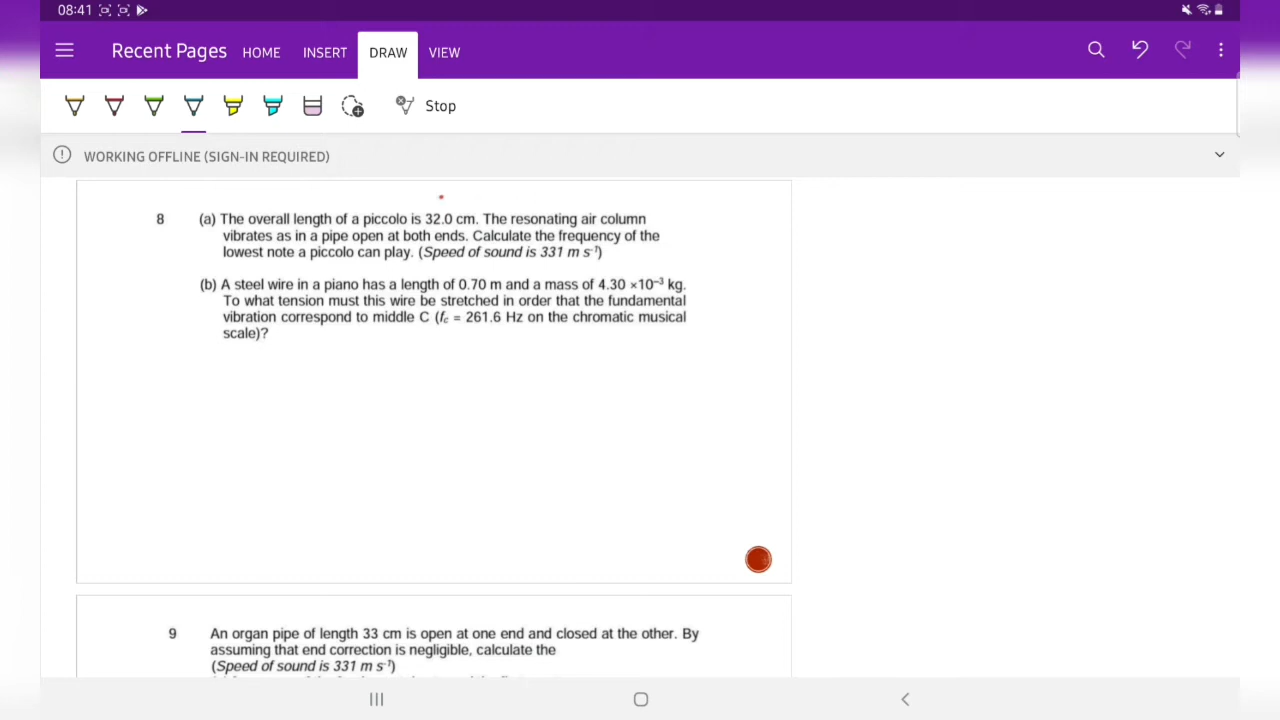 08:41
Recent Pages HOME INSERT DRAW VIEW
Stop
WORKING OFFLINE (SIGN-IN REQUIRED)
8 (a) The overall length of a piccolo is 32.0 cm. The resonating air column
vibrates as in a pipe open at both ends. Calculate the frequency of the
lowest note a piccolo can play. (Speed of sound is 331 m s⁻¹)
(b) A steel wire in a piano has a length of 0.70 m and a mass of 4.30 ×10⁻³ kg.
To what tension must this wire be stretched in order that the fundamental
vibration correspond to middle C (f꜀ = 261.6 Hz on the chromatic musical
scale)?
9 An organ pipe of length 33 cm is open at one end and closed at the other. By
assuming that end correction is negligible, calculate the
(Speed of sound is 331 m s⁻¹)